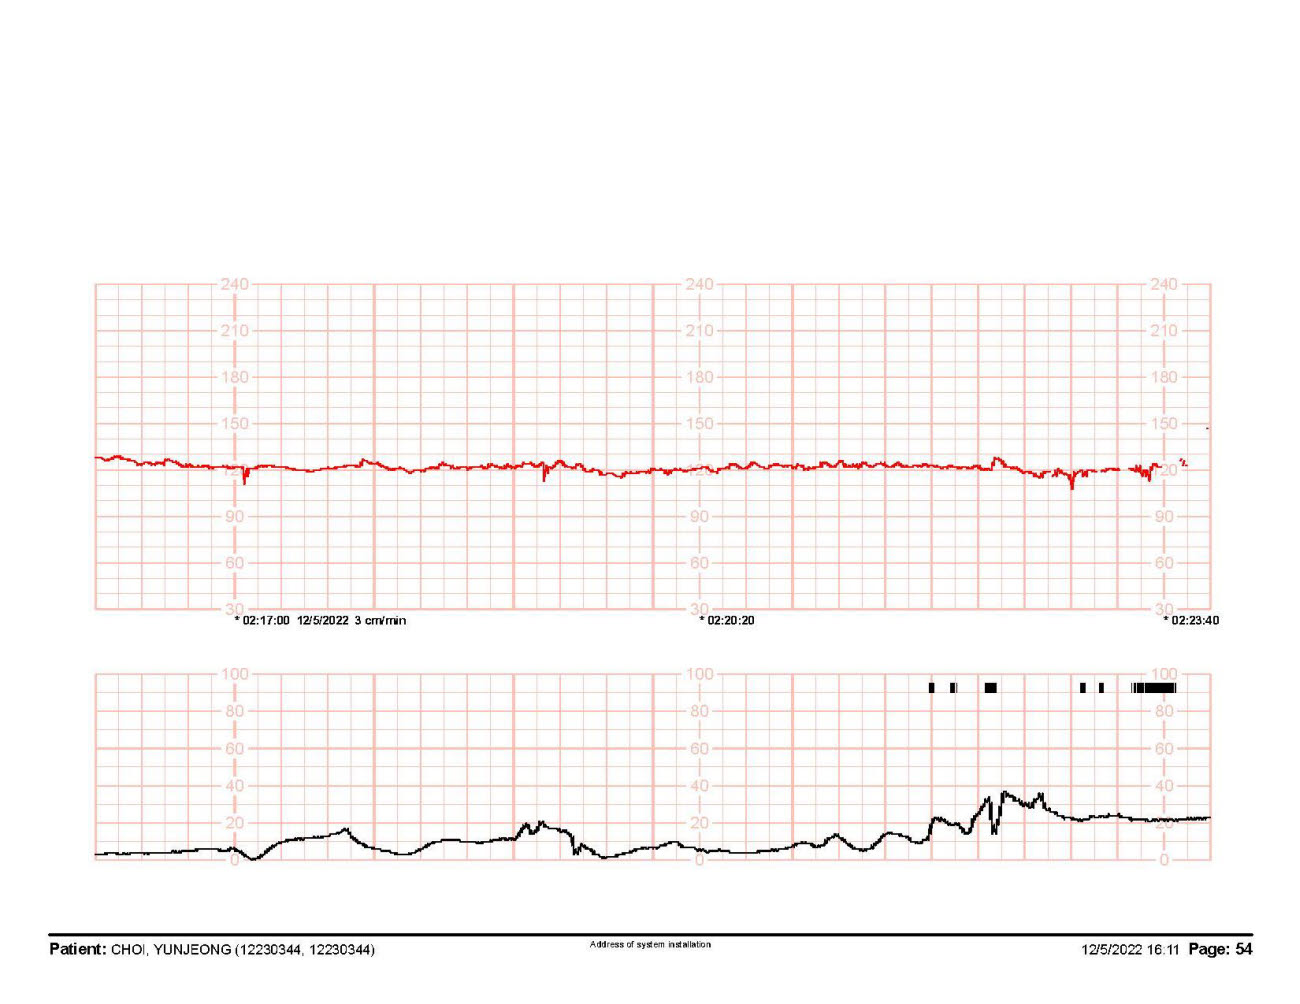 240 240 240
210 210 210
180 180 180
150 150 150
120 120 120
90 90 90
60 60 60
30 30 30
* 02:17:00 12/5/2022 3 cm/min * 02:20:20 * 02:23:40
100 100 100
80 80 80
60 60 60
40 40 40
20 20 20
0 0 0
Patient: CHOI, YUNJEONG (12230344, 12230344) Address of system installation 12/5/2022 16:11 Page: 54